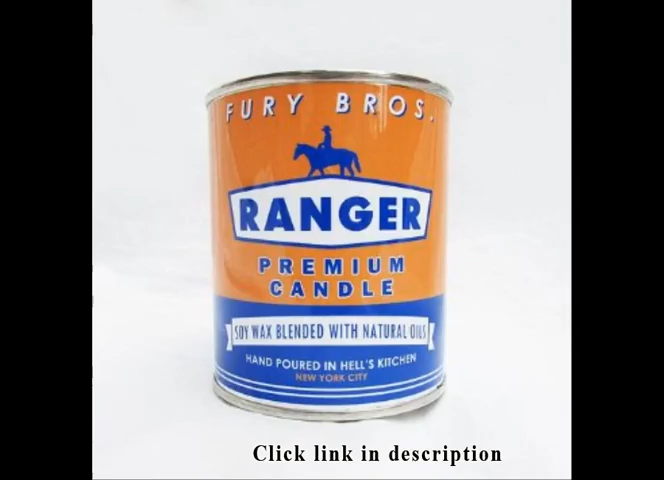 FURY BROS.
RANGER
PREMIUM
CANDLE
SOY WAX BLENDED WITH NATURAL OILS
HAND POURED IN HELL'S KITCHEN
NEW YORK CITY
Click link in description